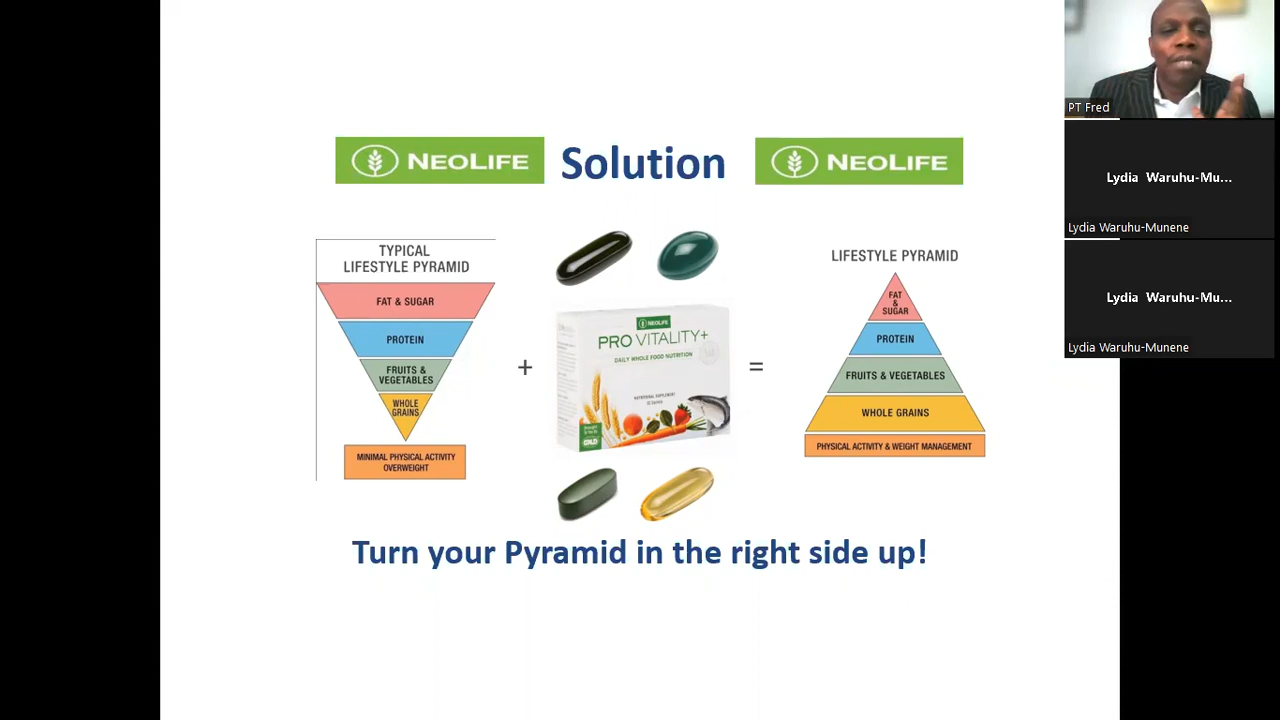 NEOLIFE
Solution
NEOLIFE
TYPICAL
LIFESTYLE PYRAMID
FAT & SUGAR
PROTEIN
FRUITS &
VEGETABLES
WHOLE
GRAINS
MINIMAL PHYSICAL ACTIVITY
OVERWEIGHT
+
NEOLIFE
PRO VITALITY+
DAILY WHOLE FOOD NUTRITION
NUTRITIONAL SUPPLEMENT
=
LIFESTYLE PYRAMID
FAT
&
SUGAR
PROTEIN
FRUITS & VEGETABLES
WHOLE GRAINS
PHYSICAL ACTIVITY & WEIGHT MANAGEMENT
Turn your Pyramid in the right side up!
PT Fred
Lydia Waruhu-Mu...
Lydia Waruhu-Munene
Lydia Waruhu-Mu...
Lydia Waruhu-Munene